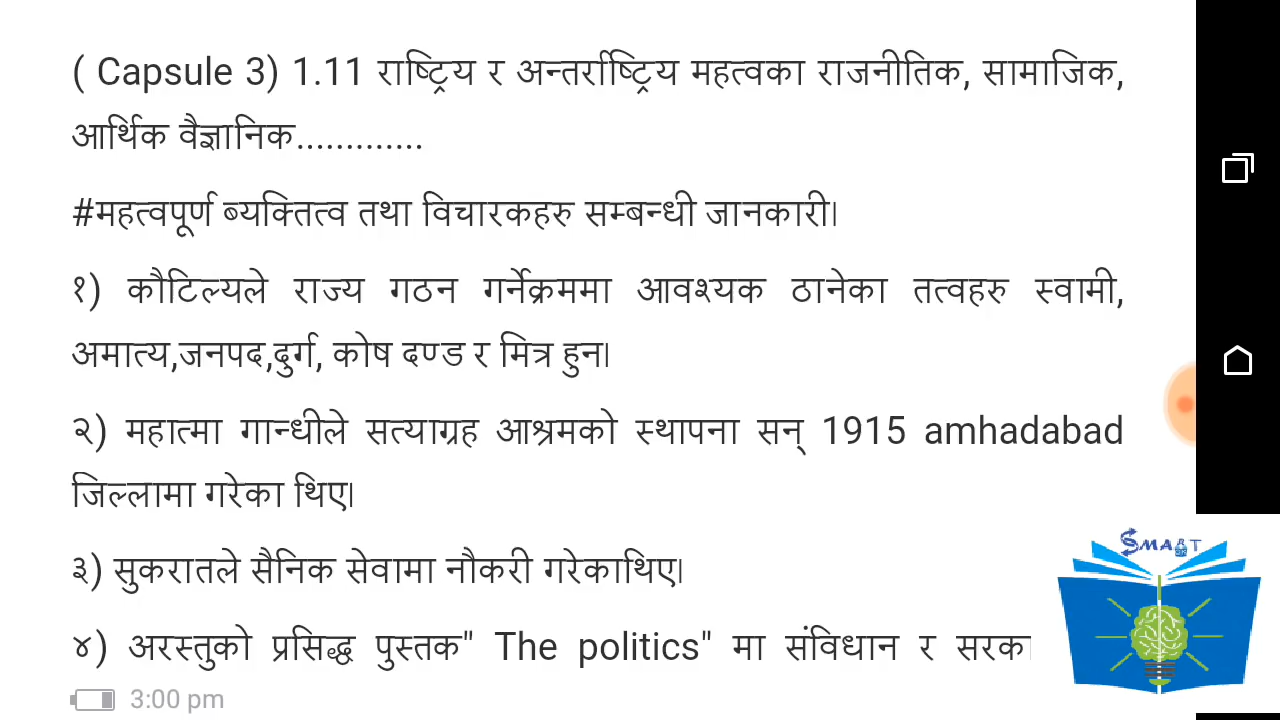 ( Capsule 3) 1.11 राष्ट्रिय र अन्तर्राष्ट्रिय महत्वका राजनीतिक, सामाजिक,
आर्थिक वैज्ञानिक.............
#महत्वपूर्ण ब्यक्तित्व तथा विचारकहरु सम्बन्धी जानकारी।
१) कौटिल्यले राज्य गठन गर्नेक्रममा आवश्यक ठानेका तत्वहरु स्वामी,
अमात्य,जनपद,दुर्ग, कोष दण्ड र मित्र हुन।
२) महात्मा गान्धीले सत्याग्रह आश्रमको स्थापना सन् 1915 amhadabad
जिल्लामा गरेका थिए।
३) सुकरातले सैनिक सेवामा नौकरी गरेकाथिए।
४) अरस्तुको प्रसिद्ध पुस्तक" The politics" मा संविधान र
3:00 pm
SMART